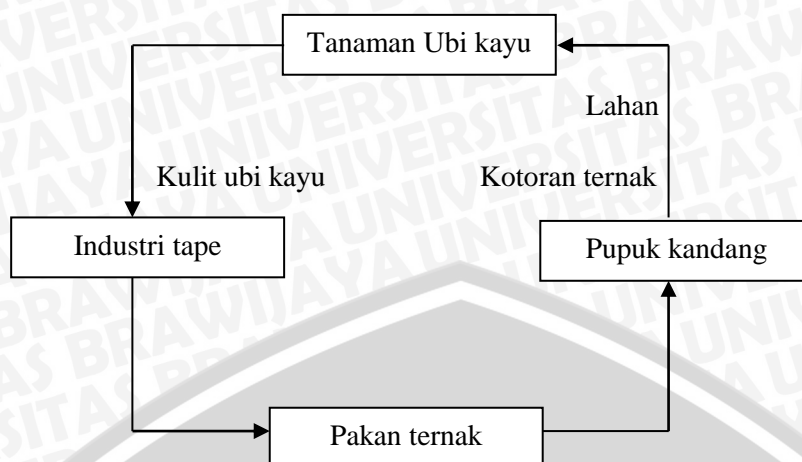 Tanaman Ubi kayu
Lahan
Kulit ubi kayu
Kotoran ternak
Industri tape
Pupuk kandang
Pakan ternak